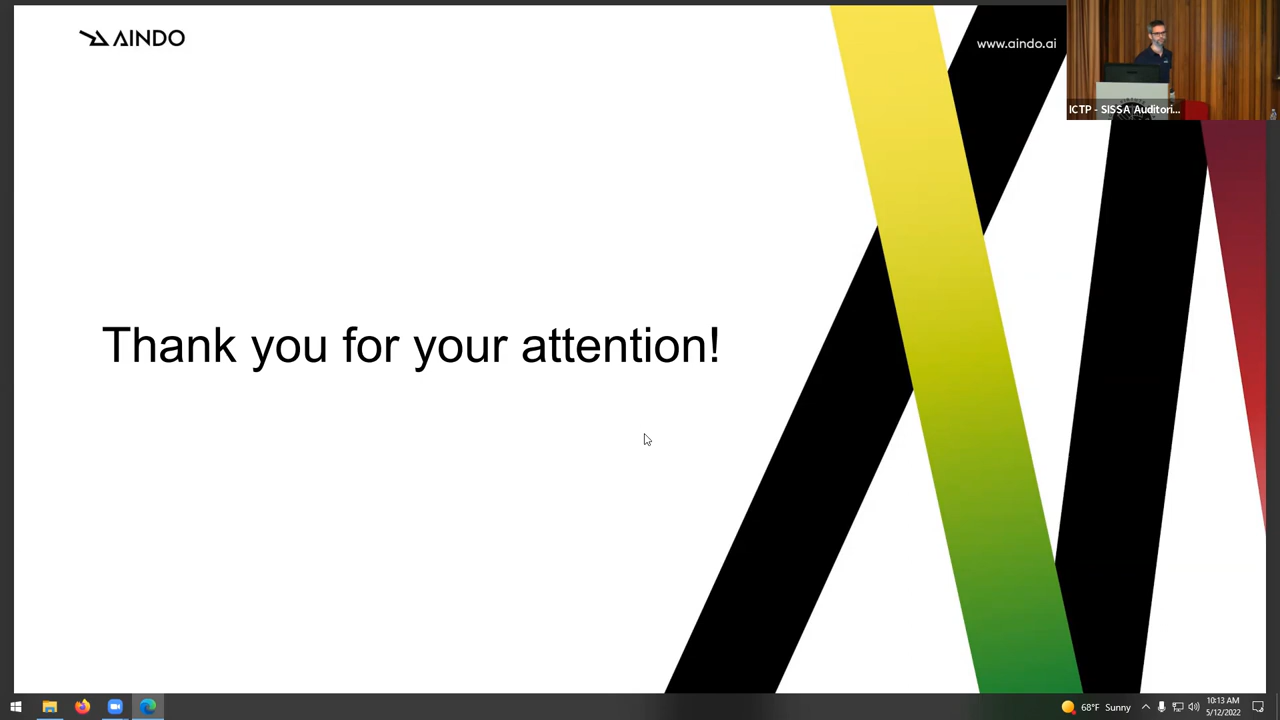 AINDO
www.aindo.ai
ICTP - SISSA Auditori...
Thank you for your attention!
68°F Sunny
10:13 AM
5/12/2022